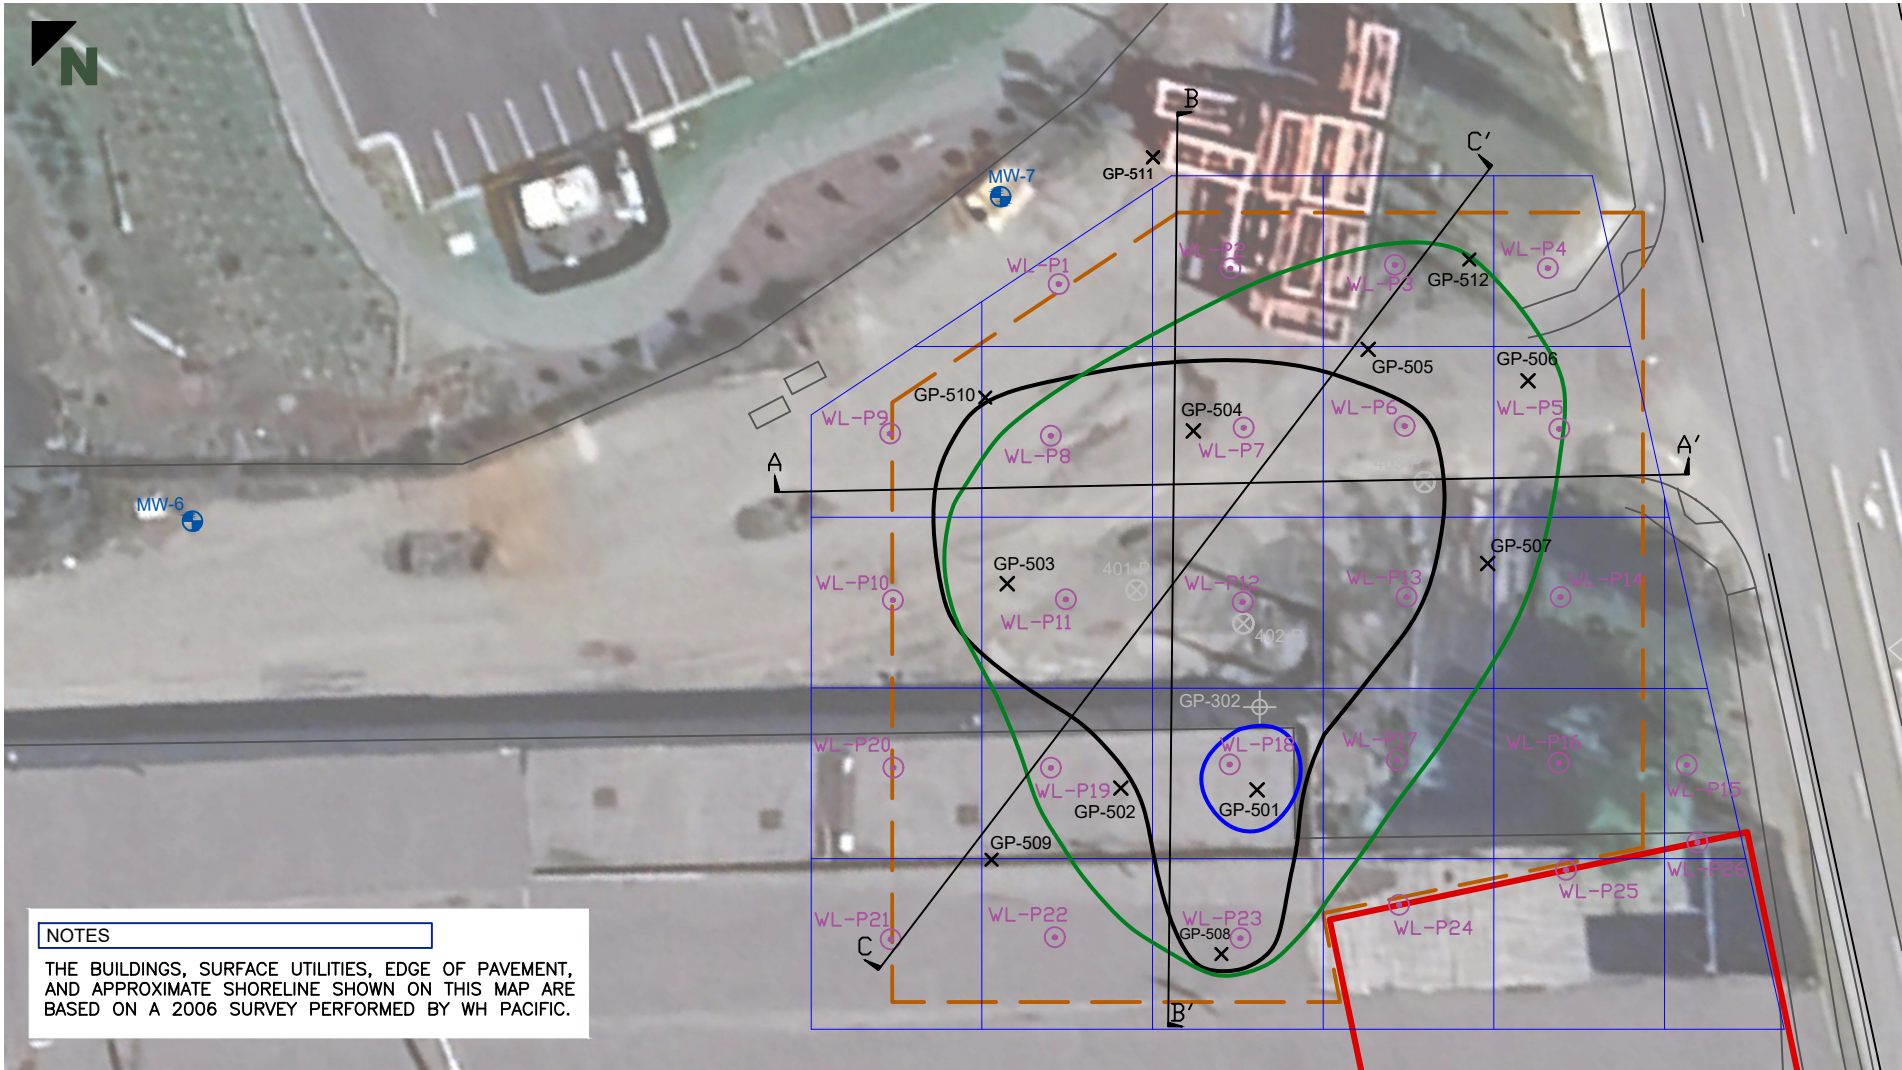 N
B
C'
GP-511
MW-7
WL-P1
WL-P2
WL-P3
GP-512
WL-P4
GP-505
GP-506
GP-510
GP-504
WL-P9
WL-P8
WL-P7
WL-P6
WL-P5
A
A'
MW-6
GP-507
GP-503
WL-P10
WL-P11
WL-P12
402-P
WL-P13
WL-P14
GP-302
WL-P20
WL-P19
GP-502
WL-P18
GP-501
WL-P17
WL-P16
WL-P15
GP-509
WL-P26
WL-P25
WL-P24
WL-P21
WL-P22
WL-P23
GP-508
C
B'
NOTES
THE BUILDINGS, SURFACE UTILITIES, EDGE OF PAVEMENT,
AND APPROXIMATE SHORELINE SHOWN ON THIS MAP ARE
BASED ON A 2006 SURVEY PERFORMED BY WH PACIFIC.